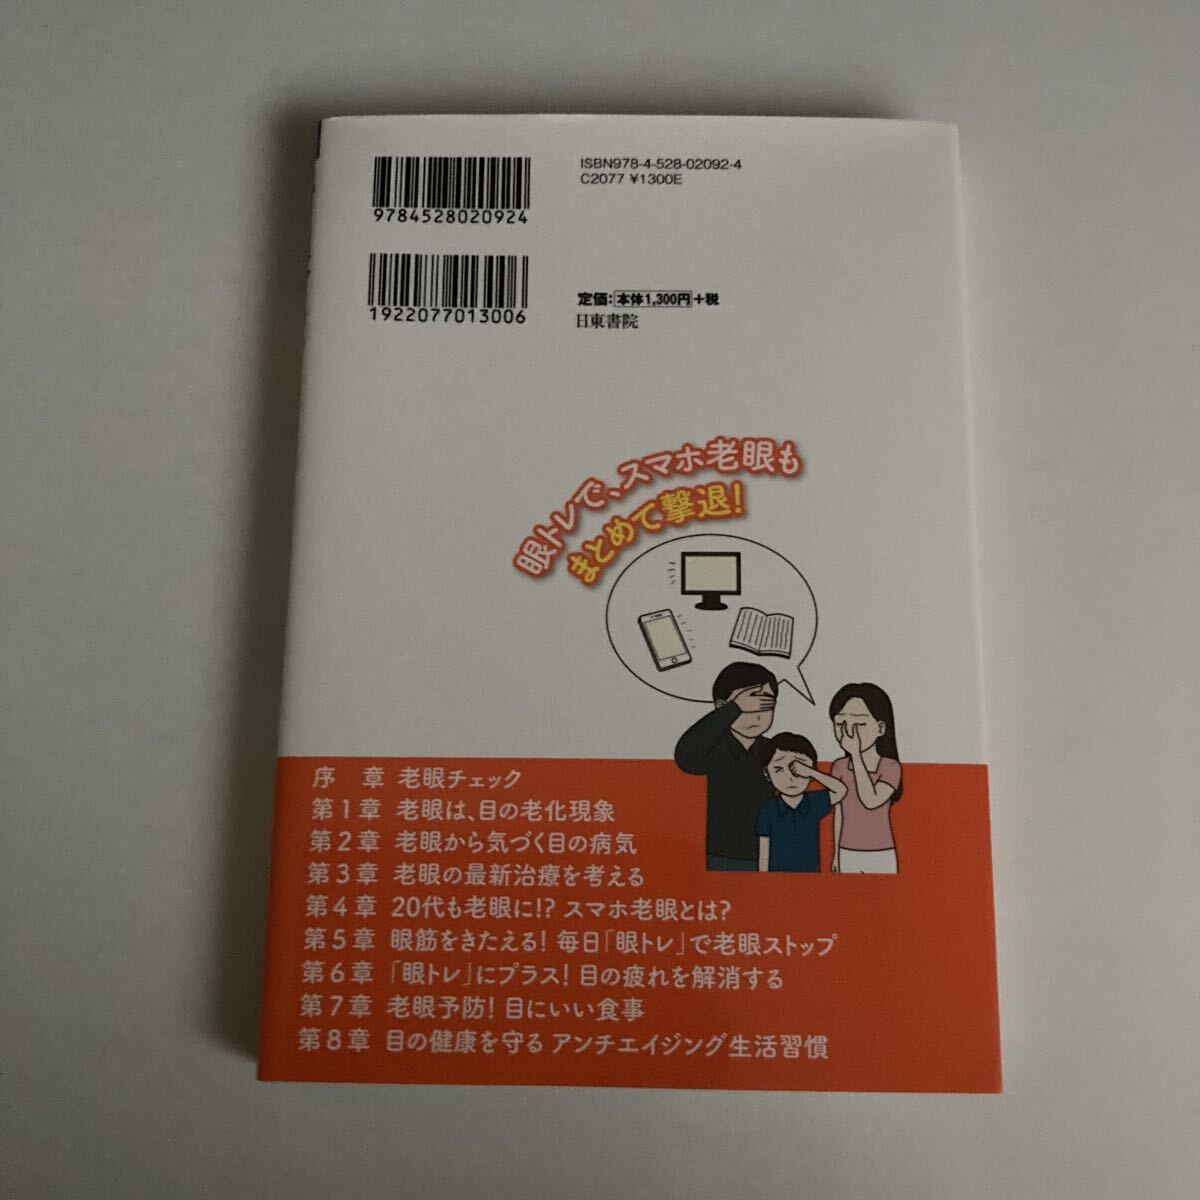 ISBN978-4-528-02092-4
C2077 ¥1300E
9784528020924
1922077013006
定価：本体1,300円+税
日東書院
眼トレで、スマホ老眼も
まとめて撃退！
序　章 老眼チェック
第1章 老眼は、目の老化現象
第2章 老眼から気づく目の病気
第3章 老眼の最新治療を考える
第4章 20代も老眼に!? スマホ老眼とは?
第5章 眼筋をきたえる! 毎日「眼トレ」で老眼ストップ
第6章 「眼トレ」にプラス! 目の疲れを解消する
第7章 老眼予防! 目にいい食事
第8章 目の健康を守る アンチエイジング生活習慣